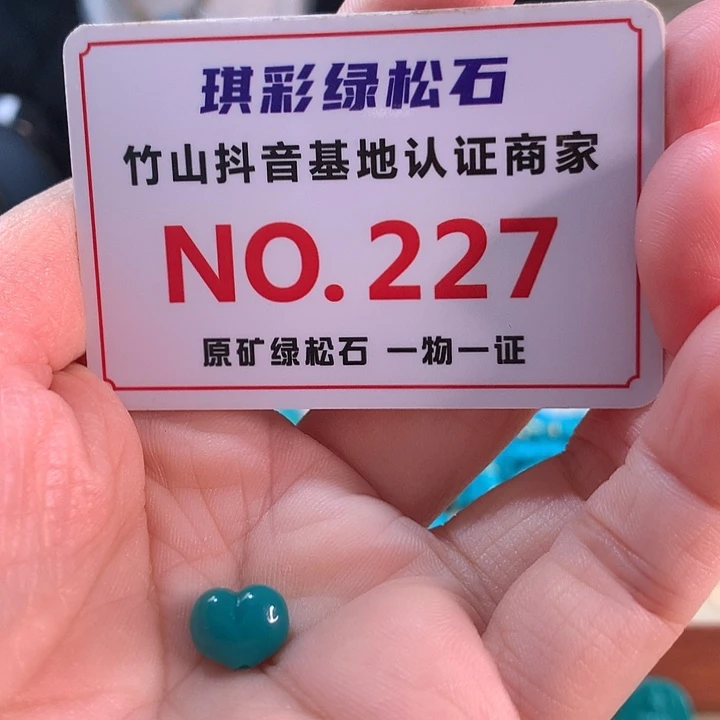 琪彩绿松石
竹山抖音基地认证商家
NO.227
原矿绿松石 一物一证